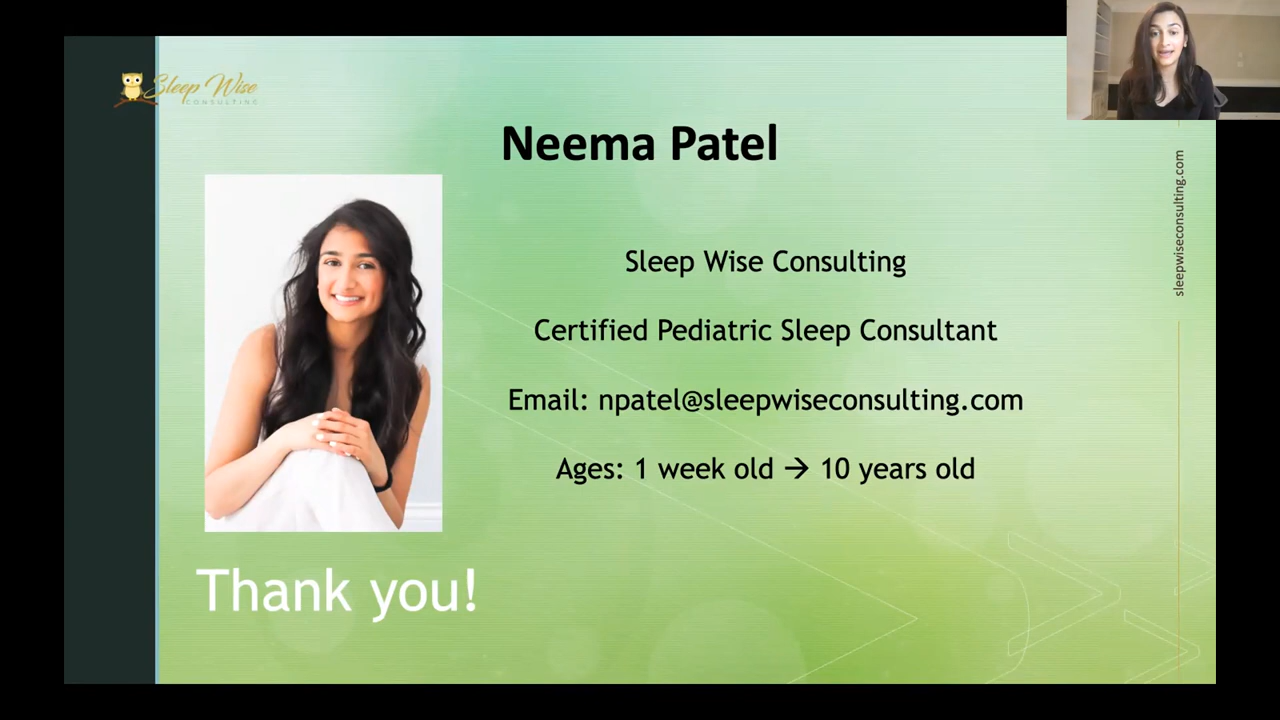 Sleep Wise
CONSULTING
Neema Patel
sleepwiseconsulting.com
Sleep Wise Consulting
Certified Pediatric Sleep Consultant
Email: npatel@sleepwiseconsulting.com
Ages: 1 week old → 10 years old
Thank you!